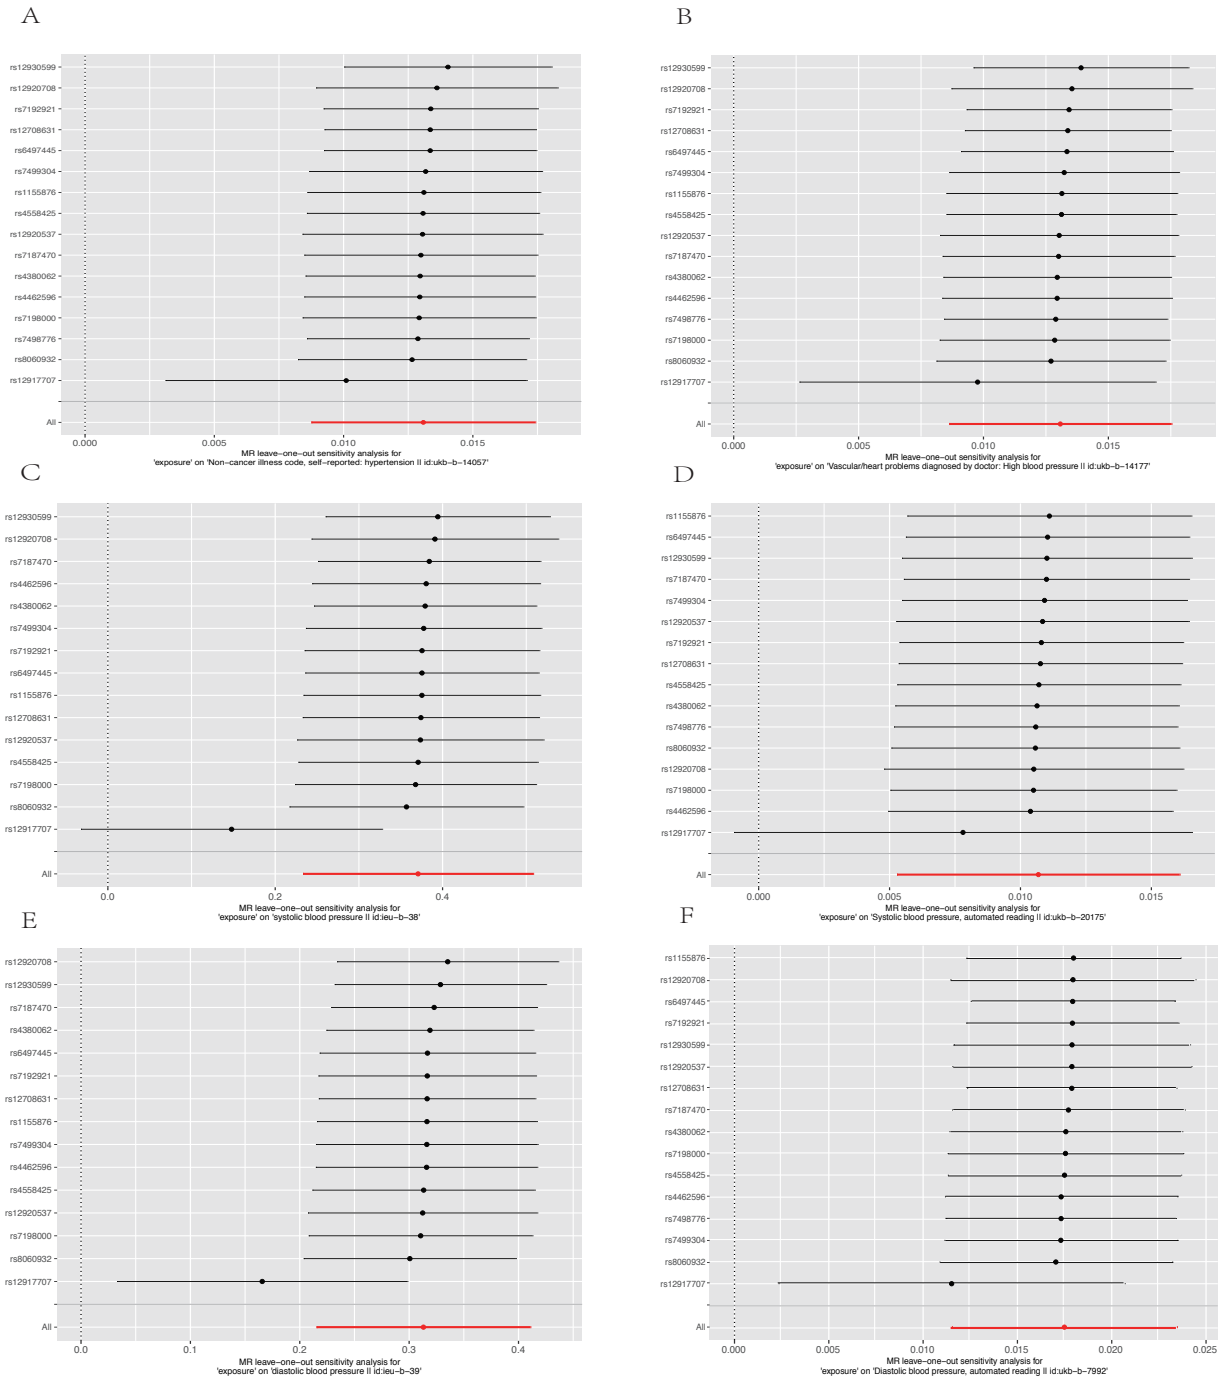 A
rs12930599
rs12920708
rs7192921
rs12708631
rs6497445
rs7499304
rs1155876
rs4558425
rs12920537
rs7187470
rs4380062
rs4462596
rs7198000
rs7498776
rs8060932
rs12917707
All
0.000 0.005 0.010 0.015
MR leave−one−out sensitivity analysis for
'exposure' on 'Non−cancer illness code, self−reported: hypertension || id:ukb−b−14057'
B
rs12930599
rs12920708
rs7192921
rs12708631
rs6497445
rs7499304
rs1155876
rs4558425
rs12920537
rs7187470
rs4380062
rs4462596
rs7498776
rs7198000
rs8060932
rs12917707
All
0.000 0.005 0.010 0.015
MR leave−one−out sensitivity analysis for
'exposure' on 'Vascular/heart problems diagnosed by doctor: High blood pressure || id:ukb−b−14177'
C
rs12930599
rs12920708
rs7187470
rs4462596
rs4380062
rs7499304
rs7192921
rs6497445
rs1155876
rs12708631
rs12920537
rs4558425
rs7198000
rs8060932
rs12917707
All
0.0 0.2 0.4
MR leave−one−out sensitivity analysis for
'exposure' on 'systolic blood pressure || id:ieu−b−38'
D
rs1155876
rs6497445
rs12930599
rs7187470
rs7499304
rs12920537
rs7192921
rs12708631
rs4558425
rs4380062
rs7498776
rs8060932
rs12920708
rs7198000
rs4462596
rs12917707
All
0.000 0.005 0.010 0.015
MR leave−one−out sensitivity analysis for
'exposure' on 'Systolic blood pressure, automated reading || id:ukb−b−20175'
E
rs12920708
rs12930599
rs7187470
rs4380062
rs6497445
rs7192921
rs12708631
rs1155876
rs7499304
rs4462596
rs4558425
rs12920537
rs7198000
rs8060932
rs12917707
All
0.0 0.1 0.2 0.3 0.4
MR leave−one−out sensitivity analysis for
'exposure' on 'diastolic blood pressure || id:ieu−b−39'
F
rs1155876
rs12920708
rs6497445
rs7192921
rs12930599
rs12920537
rs12708631
rs7187470
rs4380062
rs7198000
rs4558425
rs4462596
rs7498776
rs7499304
rs8060932
rs12917707
All
0.000 0.005 0.010 0.015 0.020 0.025
MR leave−one−out sensitivity analysis for
'exposure' on 'Diastolic blood pressure, automated reading || id:ukb−b−7992'